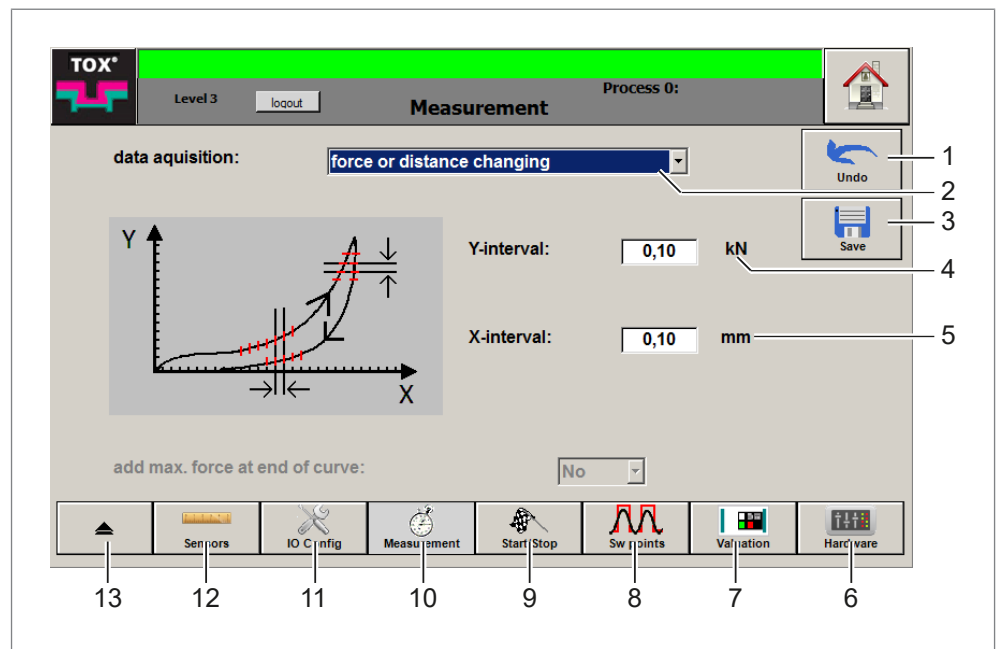 TOX®
Level 3
logout
Measurement
Process 0:
data aquisition:
force or distance changing
Undo
1
2
Save
3
Y
Y-interval:
0,10
kN
4
X-interval:
0,10
mm
5
X
add max. force at end of curve:
No
Sensors
IO Config
Measurement
Start/Stop
Sw points
Valuation
Hardware
13
12
11
10
9
8
7
6